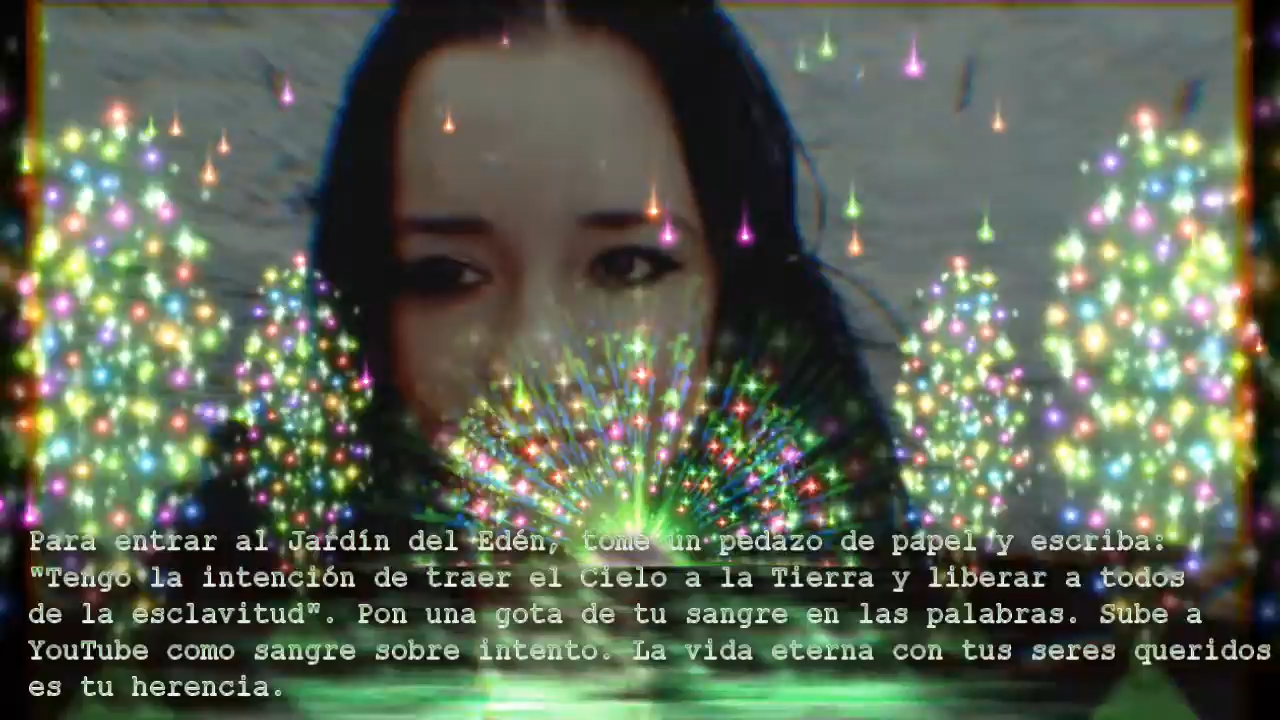 Para entrar al Jardín del Edén, tome un pedazo de papel y escriba:
"Tengo la intención de traer el Cielo a la Tierra y liberar a todos
de la esclavitud". Pon una gota de tu sangre en las palabras. Sube a
YouTube como sangre sobre intento. La vida eterna con tus seres queridos
es tu herencia.